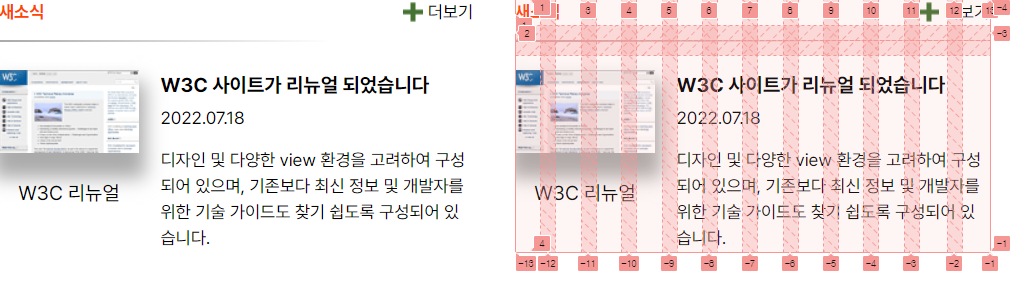 새소식
더보기
W3C 사이트가 리뉴얼 되었습니다
2022.07.18
디자인 및 다양한 view 환경을 고려하여 구성
되어 있으며, 기존보다 최신 정보 및 개발자를
위한 기술 가이드도 찾기 쉽도록 구성되어 있
습니다.
W3C 리뉴얼
새소식
1 3 4 5 6 7 8 9 10 11 12 13 -4
더보기
2 -3
W3C 사이트가 리뉴얼 되었습니다
2022.07.18
디자인 및 다양한 view 환경을 고려하여 구성
되어 있으며, 기존보다 최신 정보 및 개발자를
위한 기술 가이드도 찾기 쉽도록 구성되어 있
습니다.
W3C 리뉴얼
4 -1
-13 -12 -11 -10 -9 -8 -7 -6 -5 -4 -3 -2 -1